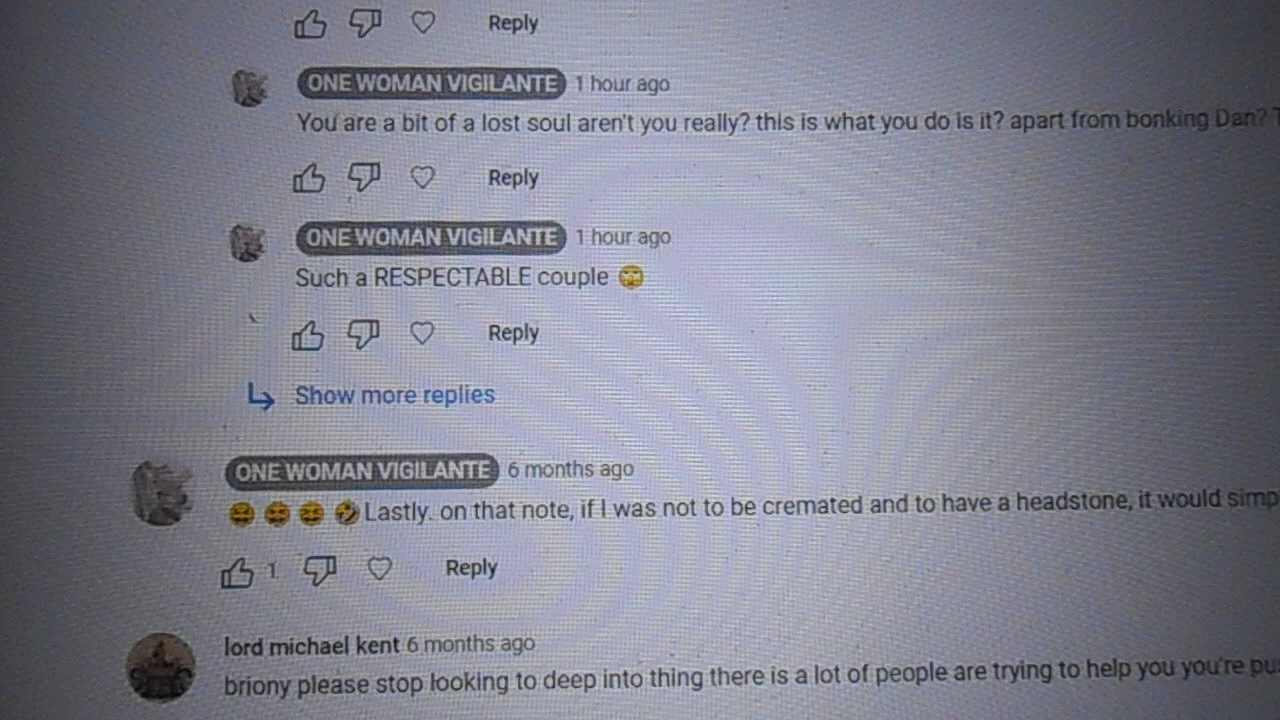 Reply
ONE WOMAN VIGILANTE 1 hour ago
You are a bit of a lost soul aren't you really? this is what you do is it? apart from bonking Dan?
Reply
ONE WOMAN VIGILANTE 1 hour ago
Such a RESPECTABLE couple 😬
Reply
Show more replies
ONE WOMAN VIGILANTE 6 months ago
😆 😆 😆 🤣 Lastly. on that note, if I was not to be cremated and to have a headstone, it would
1 Reply
lord michael kent 6 months ago
briony please stop looking to deep into thing there is a lot of people are trying to help you you're